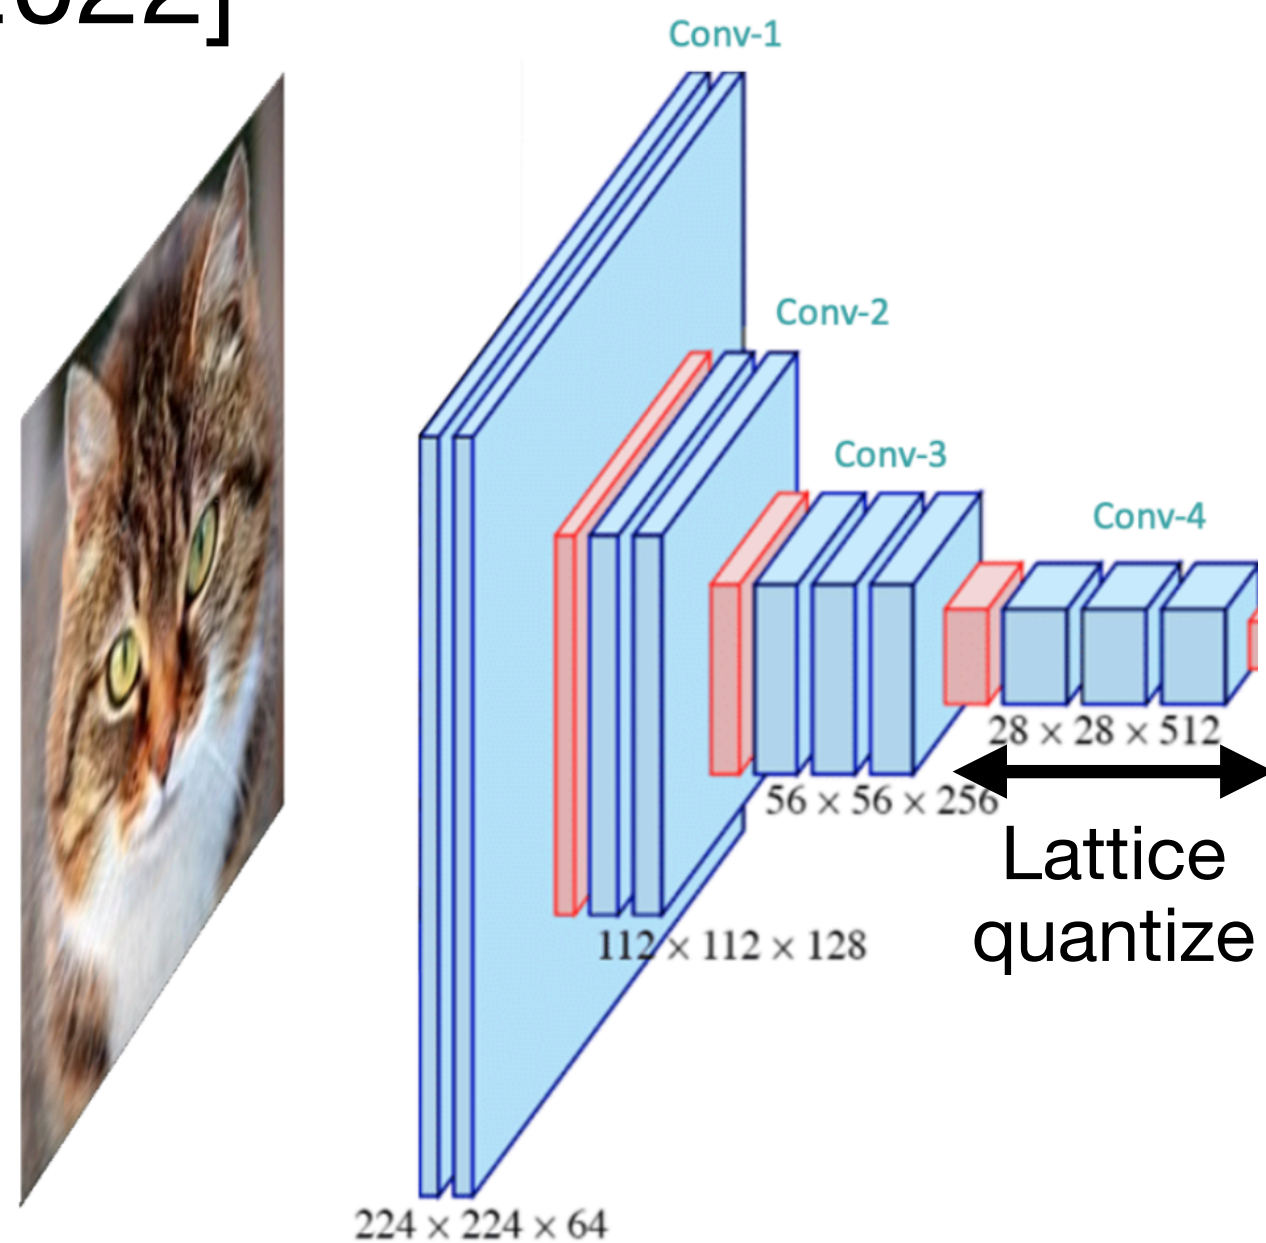 2022]
Conv-1
Conv-2
Conv-3
Conv-4
28 × 28 × 512
56 × 56 × 256
Lattice
quantize
112 × 112 × 128
224 × 224 × 64